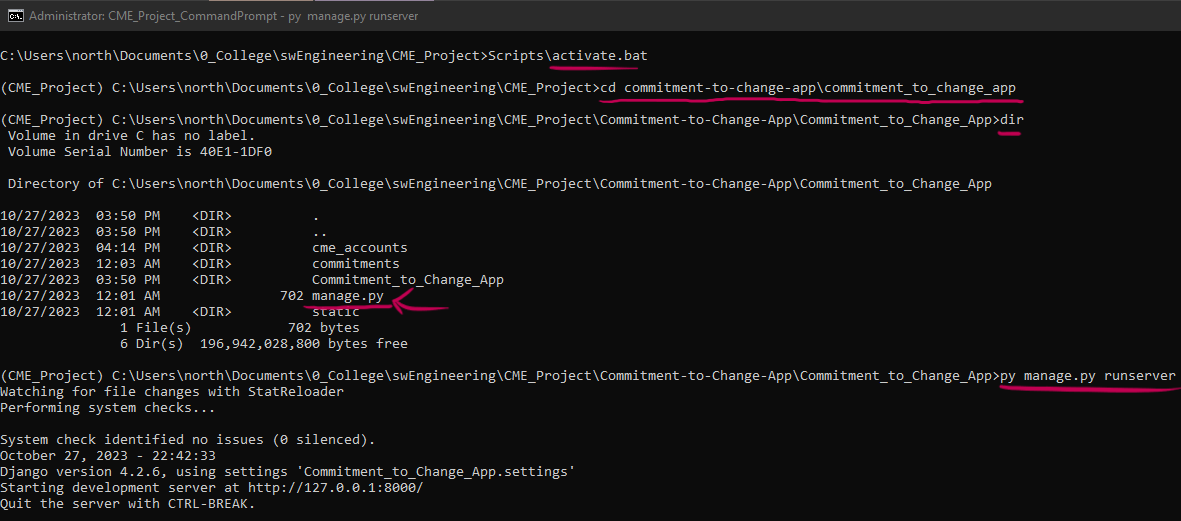 Administrator: CME_Project_CommandPrompt - py  manage.py runserver
C:\Users\north\Documents\0_College\swEngineering\CME_Project>Scripts\activate.bat
(CME_Project) C:\Users\north\Documents\0_College\swEngineering\CME_Project>cd commitment-to-change-app\commitment_to_change_app
(CME_Project) C:\Users\north\Documents\0_College\swEngineering\CME_Project\Commitment-to-Change-App\Commitment_to_Change_App>dir
 Volume in drive C has no label.
 Volume Serial Number is 40E1-1DF0
 Directory of C:\Users\north\Documents\0_College\swEngineering\CME_Project\Commitment-to-Change-App\Commitment_to_Change_App
10/27/2023  03:50 PM    <DIR>          .
10/27/2023  03:50 PM    <DIR>          ..
10/27/2023  04:14 PM    <DIR>          cme_accounts
10/27/2023  12:03 AM    <DIR>          commitments
10/27/2023  03:50 PM    <DIR>          Commitment_to_Change_App
10/27/2023  12:01 AM               702 manage.py
10/27/2023  12:01 AM    <DIR>          static
               1 File(s)            702 bytes
               6 Dir(s)  196,942,028,800 bytes free
(CME_Project) C:\Users\north\Documents\0_College\swEngineering\CME_Project\Commitment-to-Change-App\Commitment_to_Change_App>py manage.py runserver
Watching for file changes with StatReloader
Performing system checks...
System check identified no issues (0 silenced).
October 27, 2023 - 22:42:33
Django version 4.2.6, using settings 'Commitment_to_Change_App.settings'
Starting development server at http://127.0.0.1:8000/
Quit the server with CTRL-BREAK.